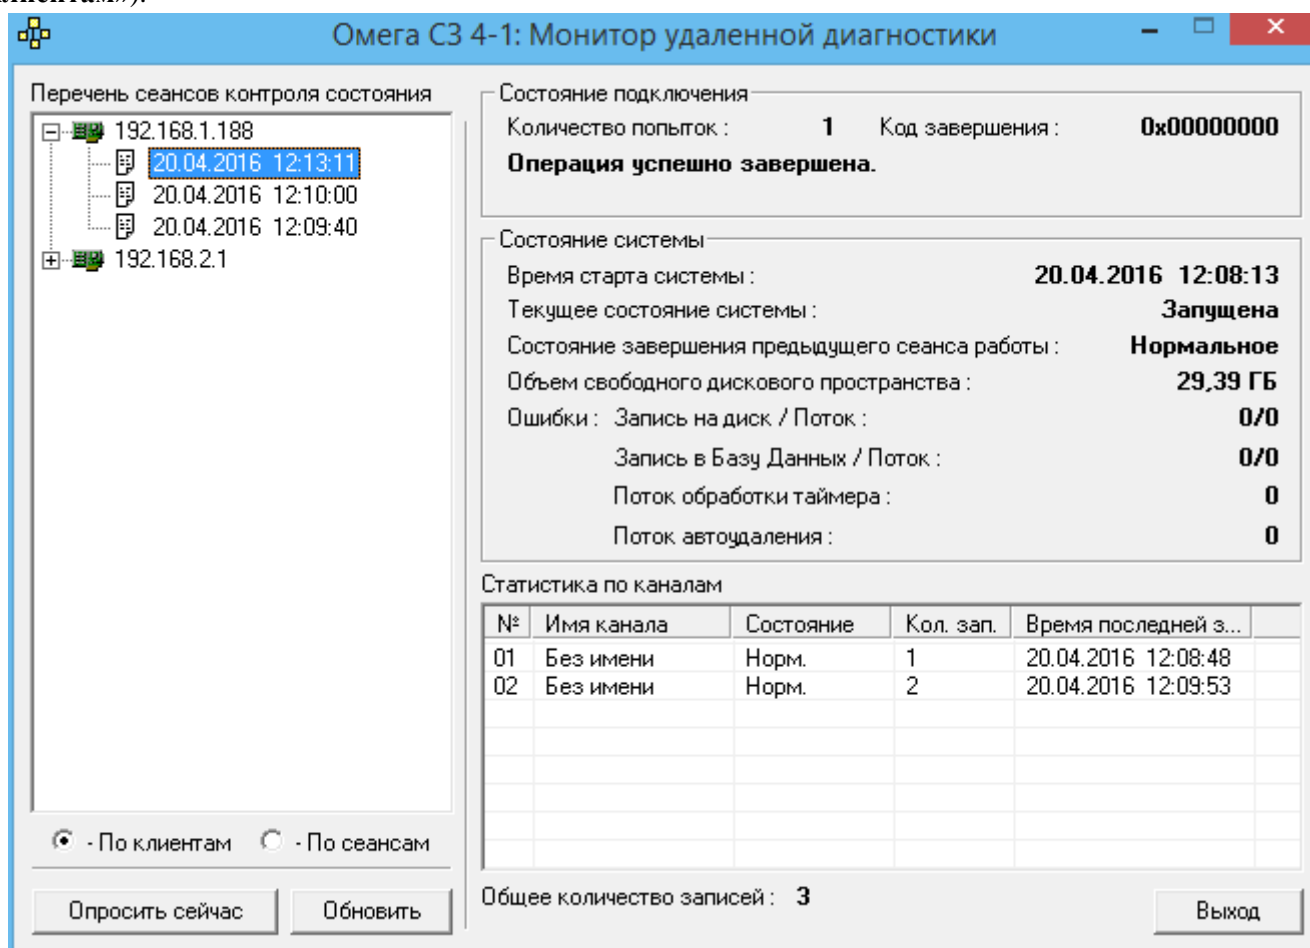 лиентам»).
Омега СЗ 4-1: Монитор удаленной диагностики
Перечень сеансов контроля состояния
192.168.1.188
20.04.2016 12:13:11
20.04.2016 12:10:00
20.04.2016 12:09:40
192.168.2.1
- По клиентам - По сеансам
Опросить сейчас Обновить
Состояние подключения
Количество попыток : 1 Код завершения : 0x00000000
Операция успешно завершена.
Состояние системы
Время старта системы : 20.04.2016 12:08:13
Текущее состояние системы : Запущена
Состояние завершения предыдущего сеанса работы : Нормальное
Объем свободного дискового пространства : 29,39 ГБ
Ошибки : Запись на диск / Поток : 0/0
Запись в Базу Данных / Поток : 0/0
Поток обработки таймера : 0
Поток автоудаления : 0
Статистика по каналам
№ Имя канала Состояние Кол. зап. Время последней з...
01 Без имени Норм. 1 20.04.2016 12:08:48
02 Без имени Норм. 2 20.04.2016 12:09:53
Общее количество записей : 3
Выход